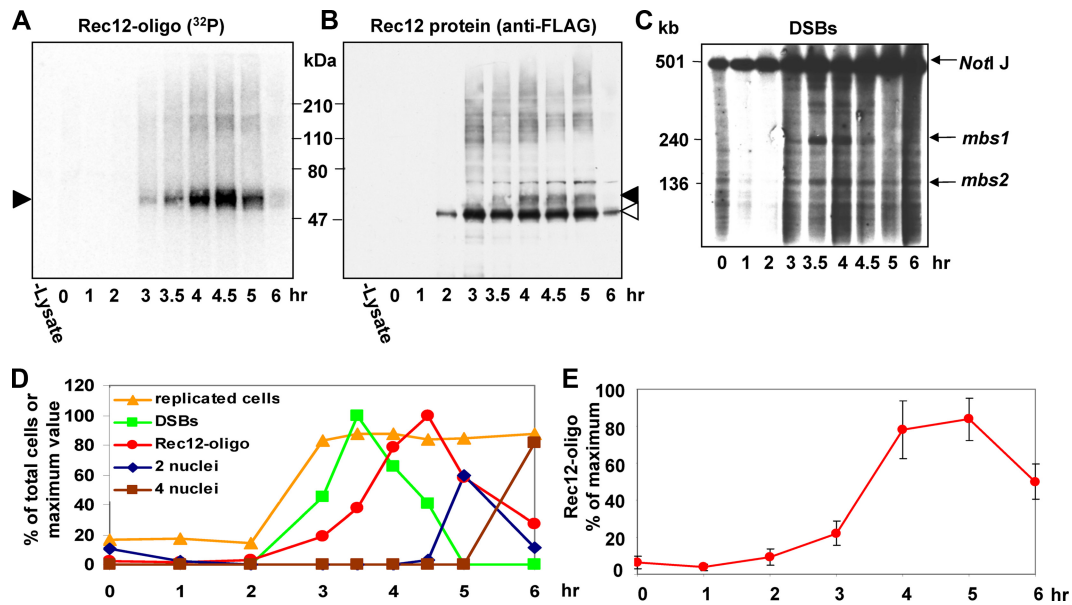 A
Rec12-oligo (³²P)
-Lysate 0 1 2 3 3.5 4 4.5 5 6 hr
kDa
210
110
80
47
B
Rec12 protein (anti-FLAG)
-Lysate 0 1 2 3 3.5 4 4.5 5 6 hr
C
kb
DSBs
501
240
136
NotI J
mbs1
mbs2
0 1 2 3 3.5 4 4.5 5 6 hr
D
% of total cells or
maximum value
120
100
80
60
40
20
0
replicated cells
DSBs
Rec12-oligo
2 nuclei
4 nuclei
0 1 2 3 4 5 6
hr
E
Rec12-oligo
% of maximum
100
80
60
40
20
0
0 1 2 3 4 5 6 hr